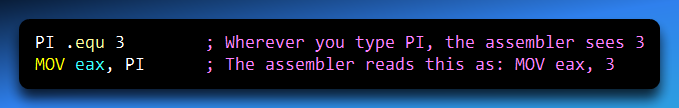 PI .equ 3        ; Wherever you type PI, the assembler sees 3
MOV eax, PI      ; The assembler reads this as: MOV eax, 3